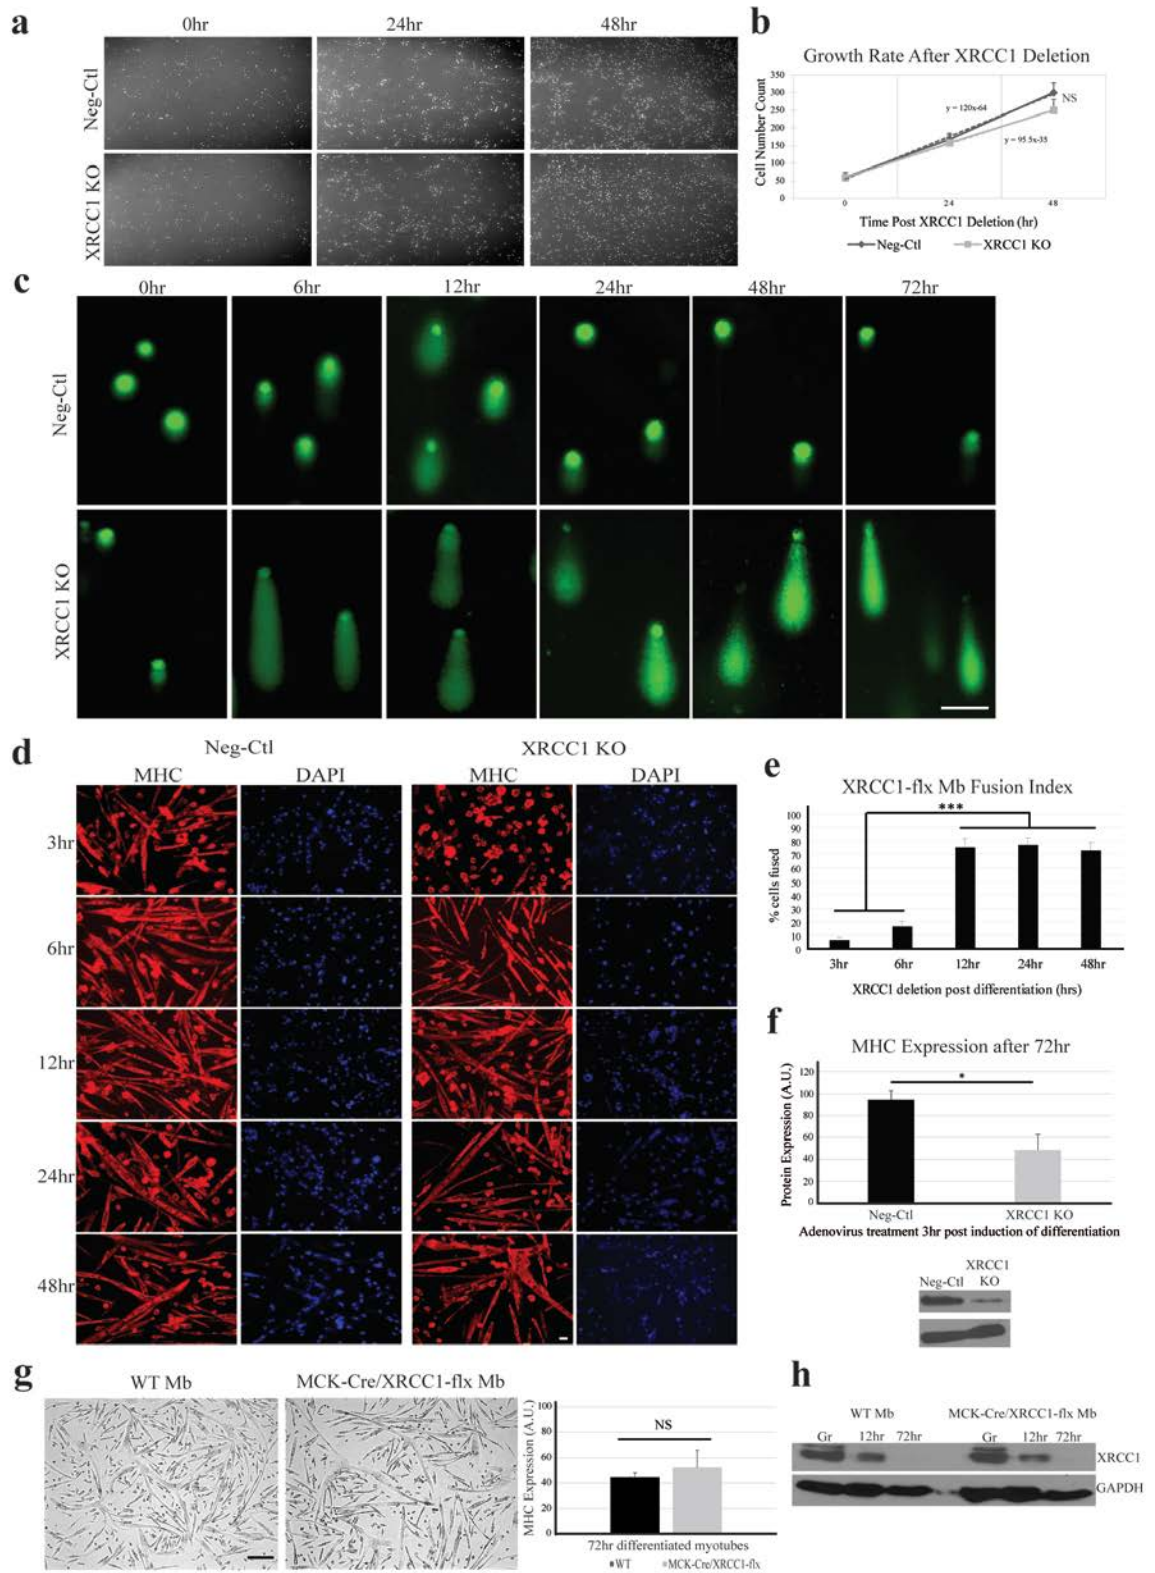 a
0hr 24hr 48hr
Neg-Ctl
XRCC1 KO
b
Growth Rate After XRCC1 Deletion
Cell Number Count
350
300
250
200
150
100
50
0
y = 120x-64
NS
y = 95.5x-35
0 24 48
Time Post XRCC1 Deletion (hr)
Neg-Ctl XRCC1 KO
c
0hr 6hr 12hr 24hr 48hr 72hr
Neg-Ctl
XRCC1 KO
d
Neg-Ctl XRCC1 KO
MHC DAPI MHC DAPI
3hr
6hr
12hr
24hr
48hr
e
XRCC1-flx Mb Fusion Index
***
% cells fused
100
90
80
70
60
50
40
30
20
10
0
3hr 6hr 12hr 24hr 48hr
XRCC1 deletion post differentiation (hrs)
f
MHC Expression after 72hr
*
Protein Expression (A.U.)
120
100
80
60
40
20
0
Neg-Ctl XRCC1 KO
Adenovirus treatment 3hr post induction of differentiation
Neg-Ctl XRCC1
KO
g
WT Mb MCK-Cre/XRCC1-flx Mb
MHC Expression (A.U.)
100
80
60
40
20
0
NS
72hr differentiated myotubes
WT MCK-Cre/XRCC1-flx
h
WT Mb MCK-Cre/XRCC1-flx Mb
Gr 12hr 72hr Gr 12hr 72hr
XRCC1
GAPDH